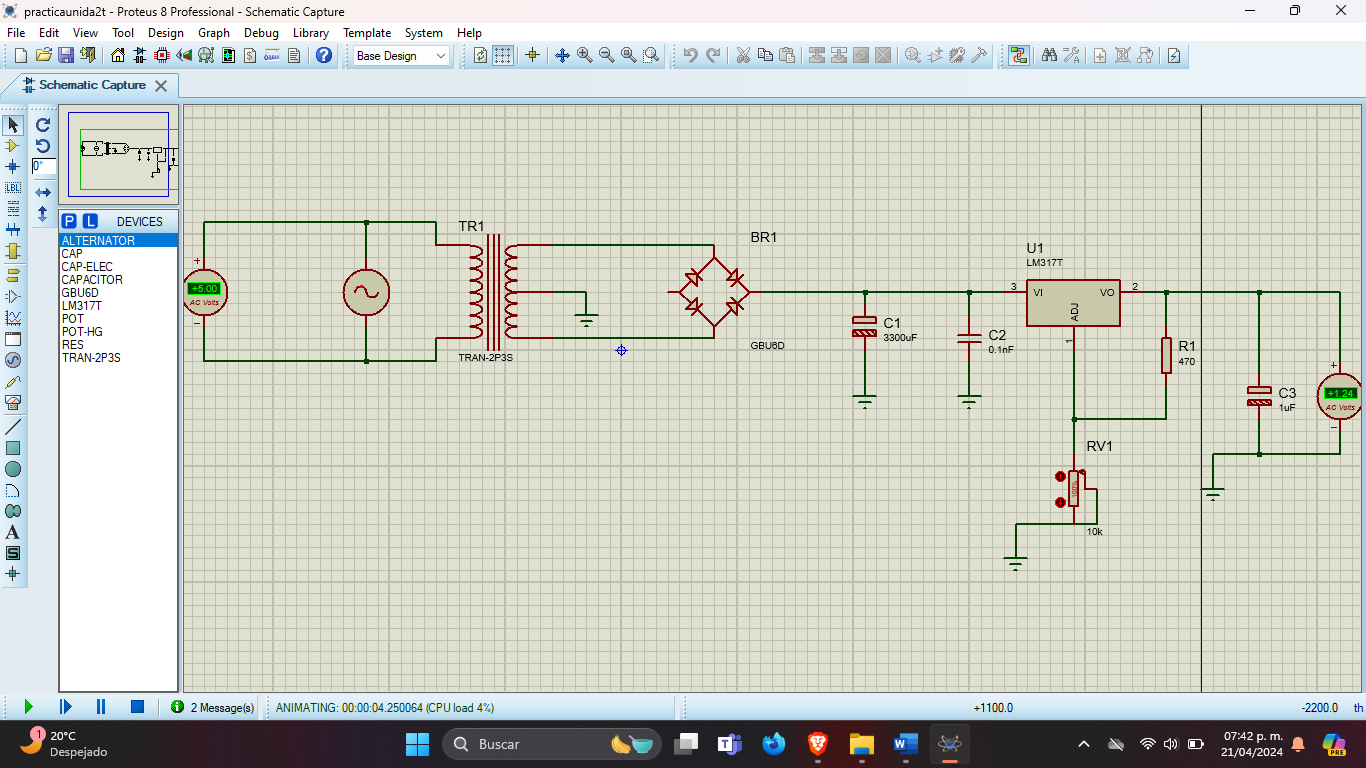 practicaunida2t - Proteus 8 Professional - Schematic Capture
File Edit View Tool Design Graph Debug Library Template System Help
Base Design
Schematic Capture
0°
LBL
P L DEVICES
ALTERNATOR
CAP
CAP-ELEC
CAPACITOR
GBU6D
LM317T
POT
POT-HG
RES
TRAN-2P3S
A
S
+
+5.00
AC Volts
−
TR1
TRAN-2P3S
BR1
GBU6D
C1
3300uF
C2
0.1nF
U1
LM317T
3 VI VO 2
ADJ
1
R1
470
RV1
10k
C3
1uF
+
+1.24
AC Volts
−
2 Message(s) ANIMATING: 00:00:04.250064 (CPU load 4%) +1100.0 -2200.0 th
1
20°C
Despejado
Buscar
07:42 p. m.
21/04/2024
PRE